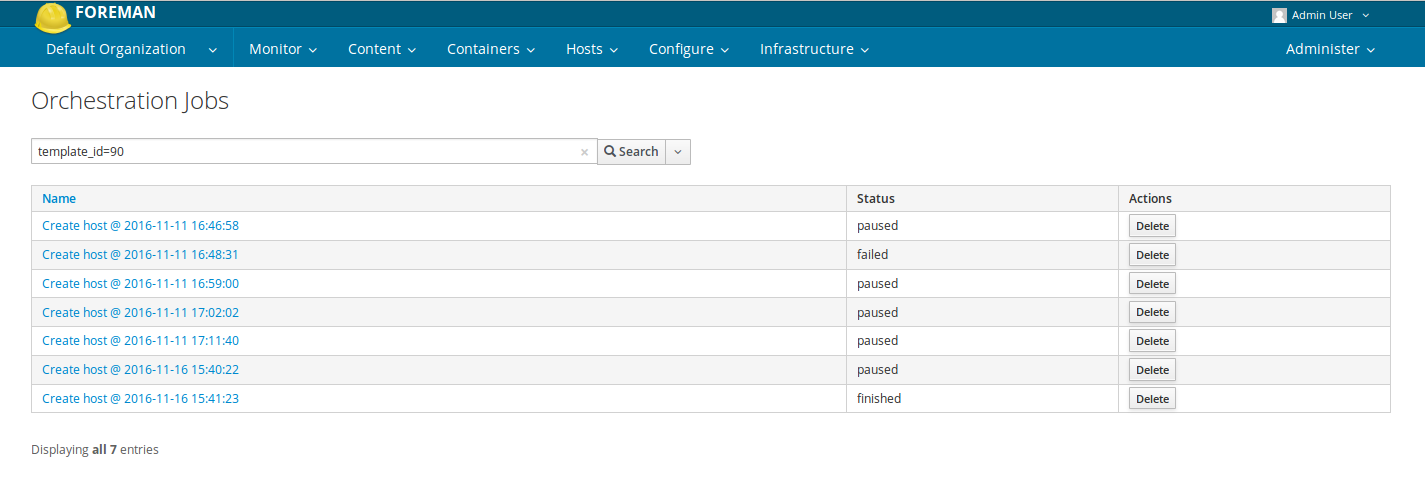 FOREMAN
Admin User
Default Organization Monitor Content Containers Hosts Configure Infrastructure Administer
Orchestration Jobs
template_id=90 × Search
Name Status Actions
Create host @ 2016-11-11 16:46:58 paused Delete
Create host @ 2016-11-11 16:48:31 failed Delete
Create host @ 2016-11-11 16:59:00 paused Delete
Create host @ 2016-11-11 17:02:02 paused Delete
Create host @ 2016-11-11 17:11:40 paused Delete
Create host @ 2016-11-16 15:40:22 paused Delete
Create host @ 2016-11-16 15:41:23 finished Delete
Displaying all 7 entries